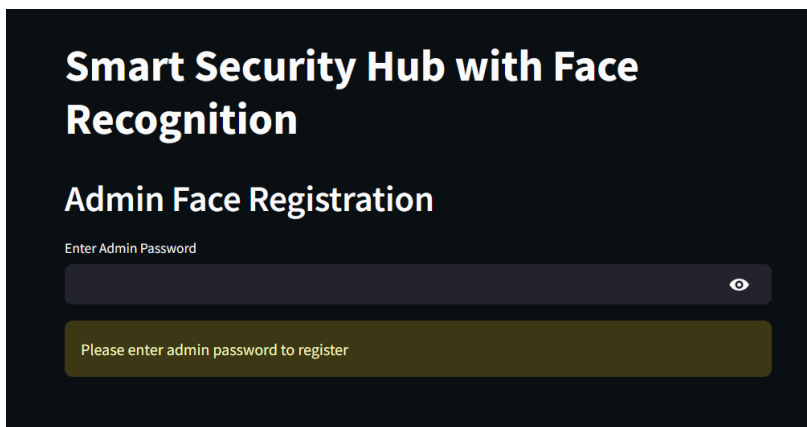 Smart Security Hub with Face
Recognition
Admin Face Registration
Enter Admin Password
Please enter admin password to register